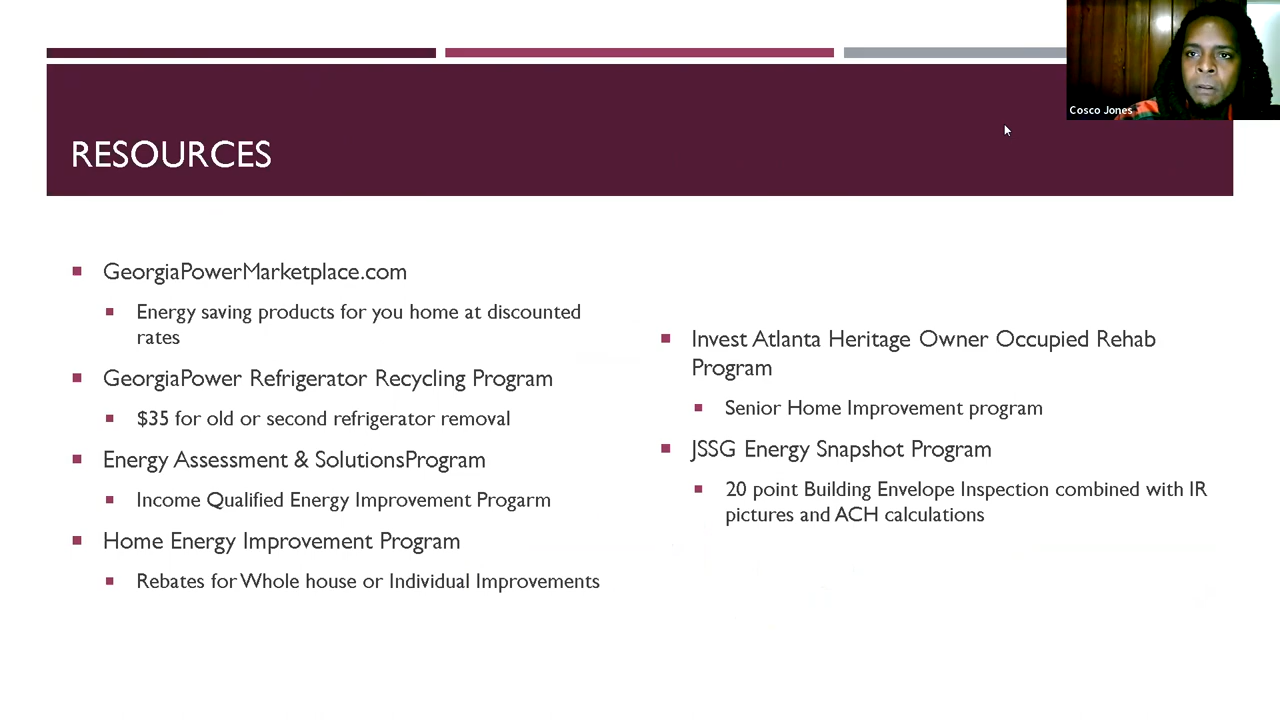 Cosco Jones
RESOURCES
GeorgiaPowerMarketplace.com
Energy saving products for you home at discounted
rates
GeorgiaPower Refrigerator Recycling Program
$35 for old or second refrigerator removal
Energy Assessment & SolutionsProgram
Income Qualified Energy Improvement Progarm
Home Energy Improvement Program
Rebates for Whole house or Individual Improvements
Invest Atlanta Heritage Owner Occupied Rehab
Program
Senior Home Improvement program
JSSG Energy Snapshot Program
20 point Building Envelope Inspection combined with IR
pictures and ACH calculations